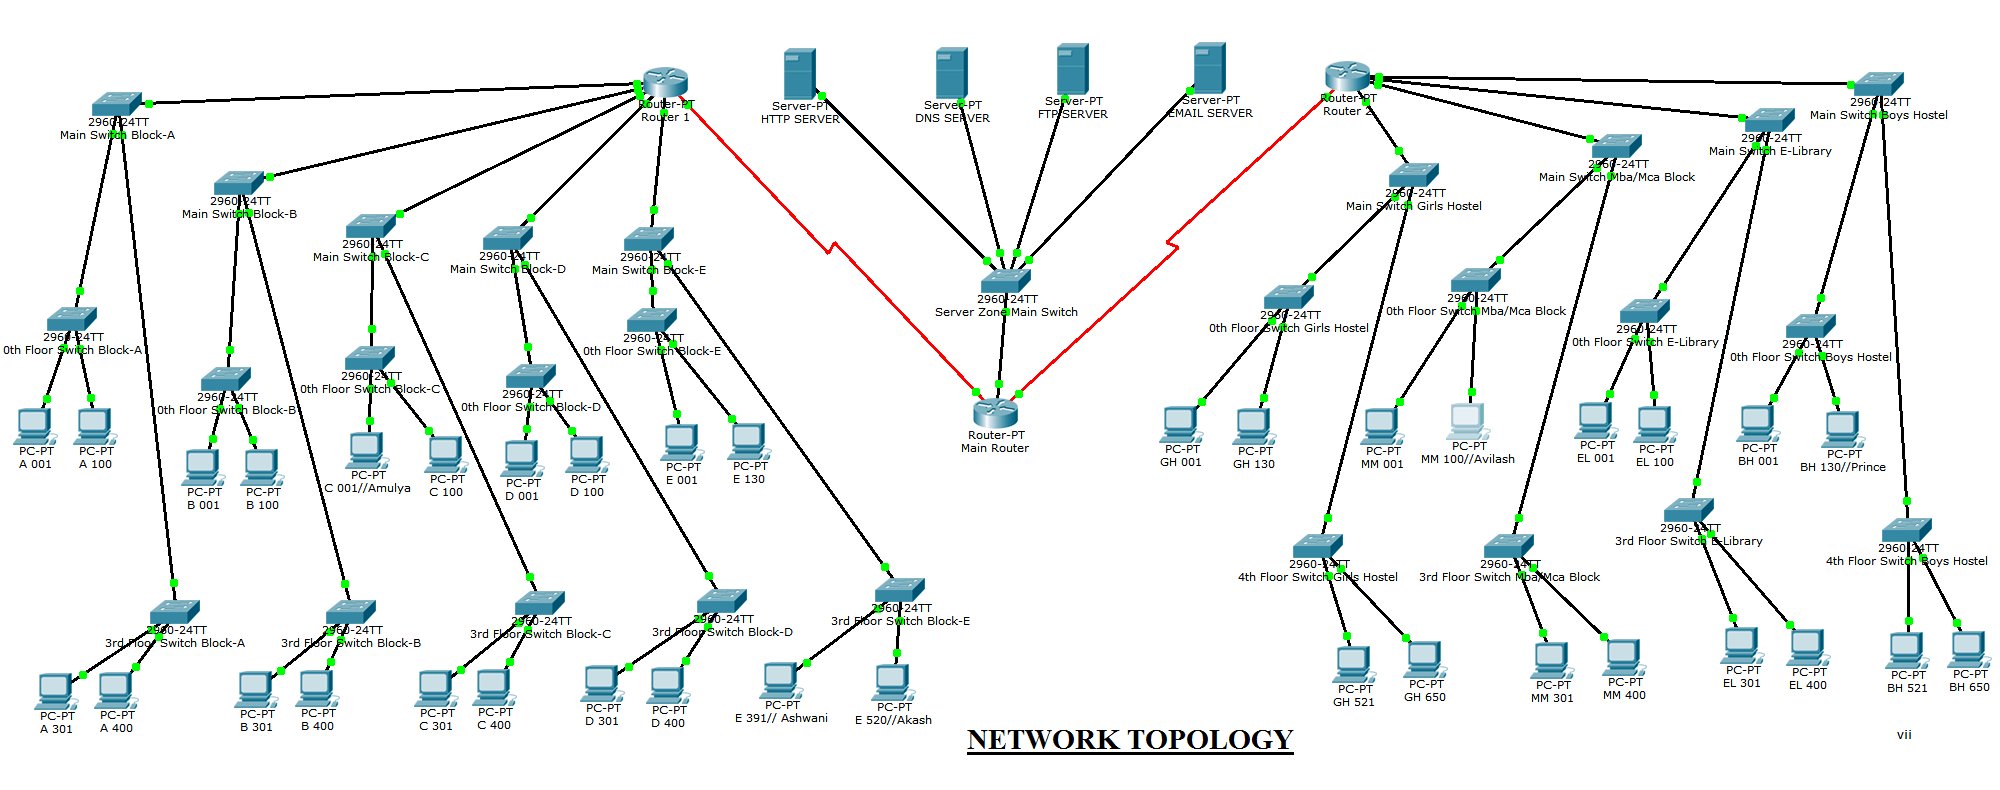 Server-PT
HTTP SERVER
Server-PT
DNS SERVER
Server-PT
FTP SERVER
Server-PT
EMAIL SERVER
Router-PT
Router 1
Router-PT
Router 2
2960-24TT
Main Switch Block-A
2960-24TT
Main Switch Block-B
2960-24TT
Main Switch Block-C
2960-24TT
Main Switch Block-D
2960-24TT
Main Switch Block-E
2960-24TT
Server Zone Main Switch
2960-24TT
Main Switch Girls Hostel
2960-24TT
Main Switch Mba/Mca Block
2960-24TT
Main Switch E-Library
2960-24TT
Main Switch Boys Hostel
2960-24TT
0th Floor Switch Block-A
2960-24TT
0th Floor Switch Block-B
2960-24TT
0th Floor Switch Block-C
2960-24TT
0th Floor Switch Block-D
2960-24TT
0th Floor Switch Block-E
2960-24TT
0th Floor Switch Girls Hostel
2960-24TT
0th Floor Switch Mba/Mca Block
2960-24TT
0th Floor Switch E-Library
2960-24TT
0th Floor Switch Boys Hostel
PC-PT
A 001
PC-PT
A 100
PC-PT
B 001
PC-PT
B 100
PC-PT
C 001//Amulya
PC-PT
C 100
PC-PT
D 001
PC-PT
D 100
PC-PT
E 001
PC-PT
E 130
Router-PT
Main Router
PC-PT
GH 001
PC-PT
GH 130
PC-PT
MM 001
PC-PT
MM 100//Avilash
PC-PT
EL 001
PC-PT
EL 100
PC-PT
BH 001
PC-PT
BH 130//Prince
2960-24TT
3rd Floor Switch Block-A
2960-24TT
3rd Floor Switch Block-B
2960-24TT
3rd Floor Switch Block-C
2960-24TT
3rd Floor Switch Block-D
2960-24TT
3rd Floor Switch Block-E
2960-24TT
4th Floor Switch Girls Hostel
2960-24TT
3rd Floor Switch Mba/Mca Block
2960-24TT
3rd Floor Switch E-Library
2960-24TT
4th Floor Switch Boys Hostel
PC-PT
A 301
PC-PT
A 400
PC-PT
B 301
PC-PT
B 400
PC-PT
C 301
PC-PT
C 400
PC-PT
D 301
PC-PT
D 400
PC-PT
E 391// Ashwani
PC-PT
E 520//Akash
PC-PT
GH 521
PC-PT
GH 650
PC-PT
MM 301
PC-PT
MM 400
PC-PT
EL 301
PC-PT
EL 400
PC-PT
BH 521
PC-PT
BH 650
NETWORK TOPOLOGY
vii